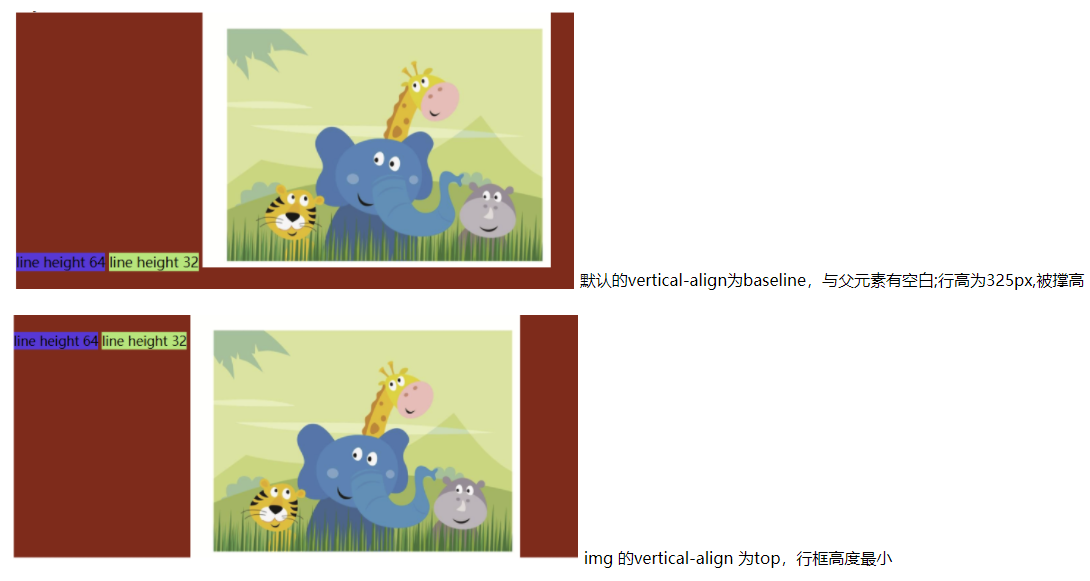 line height 64 line height 32
默认的vertical-align为baseline，与父元素有空白;行高为325px,被撑高
line height 64 line height 32
img 的vertical-align 为top，行框高度最小